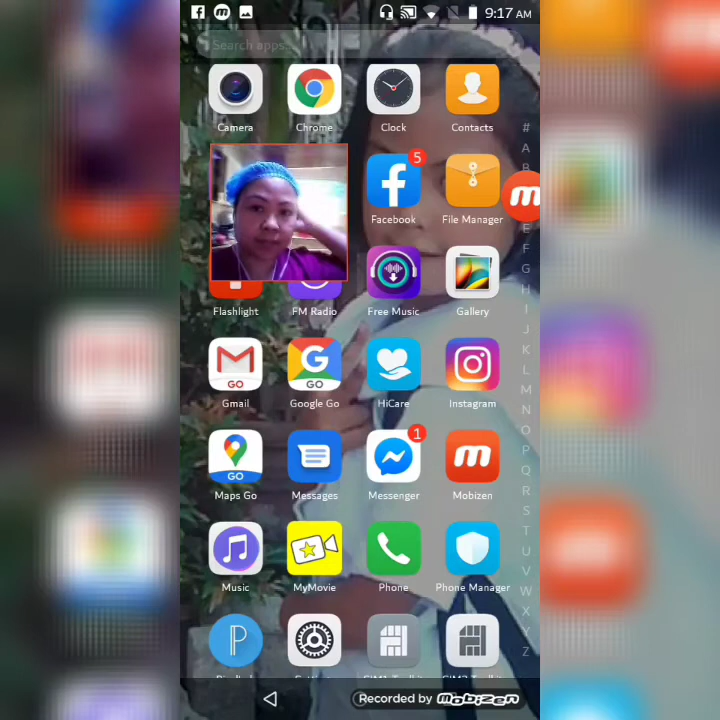 9:17 AM
Search apps...
Camera
Chrome
Clock
Contacts
5
Facebook
File Manager
Flashlight
FM Radio
Free Music
Gallery
GO
GO
Gmail
Google Go
HiCare
Instagram
1
GO
Maps Go
Messages
Messenger
Mobizen
Music
MyMovie
Phone
Phone Manager
#
A
B
E
F
G
H
I
J
K
L
M
N
O
P
Q
R
S
T
U
V
W
X
Y
Z
Recorded by Mobizen